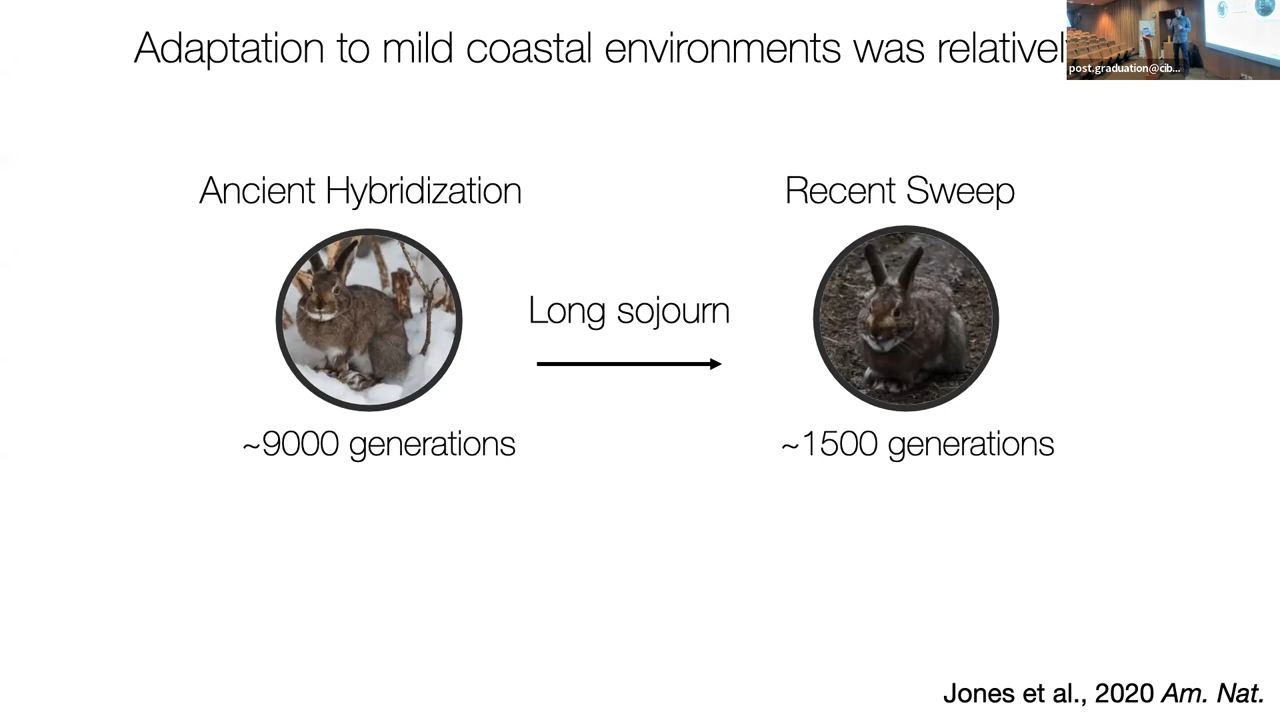 Adaptation to mild coastal environments was relativel
post.graduation@cib...
Ancient Hybridization
Recent Sweep
Long sojourn
~9000 generations
~1500 generations
Jones et al., 2020 Am. Nat.